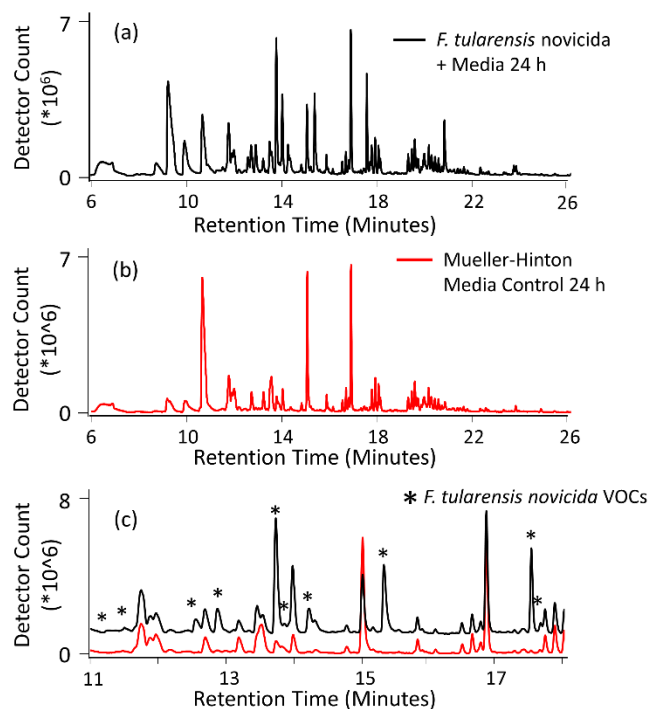 (a)
F. tularensis novicida
+ Media 24 h
Detector Count
(*10⁶)
7
0
6 10 14 18 22 26
Retention Time (Minutes)
(b)
Mueller-Hinton
Media Control 24 h
Detector Count
(*10^6)
7
0
6 10 14 18 22 26
Retention Time (Minutes)
(c)
* F. tularensis novicida VOCs
Detector Count
(*10^6)
8
0
* * * * * * * * * *
11 13 15 17
Retention Time (Minutes)